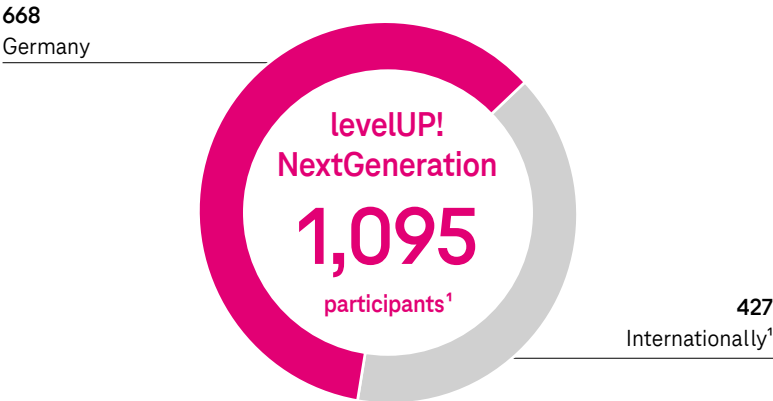 668
Germany
levelUP!
NextGeneration
1,095
participants¹
427
Internationally¹